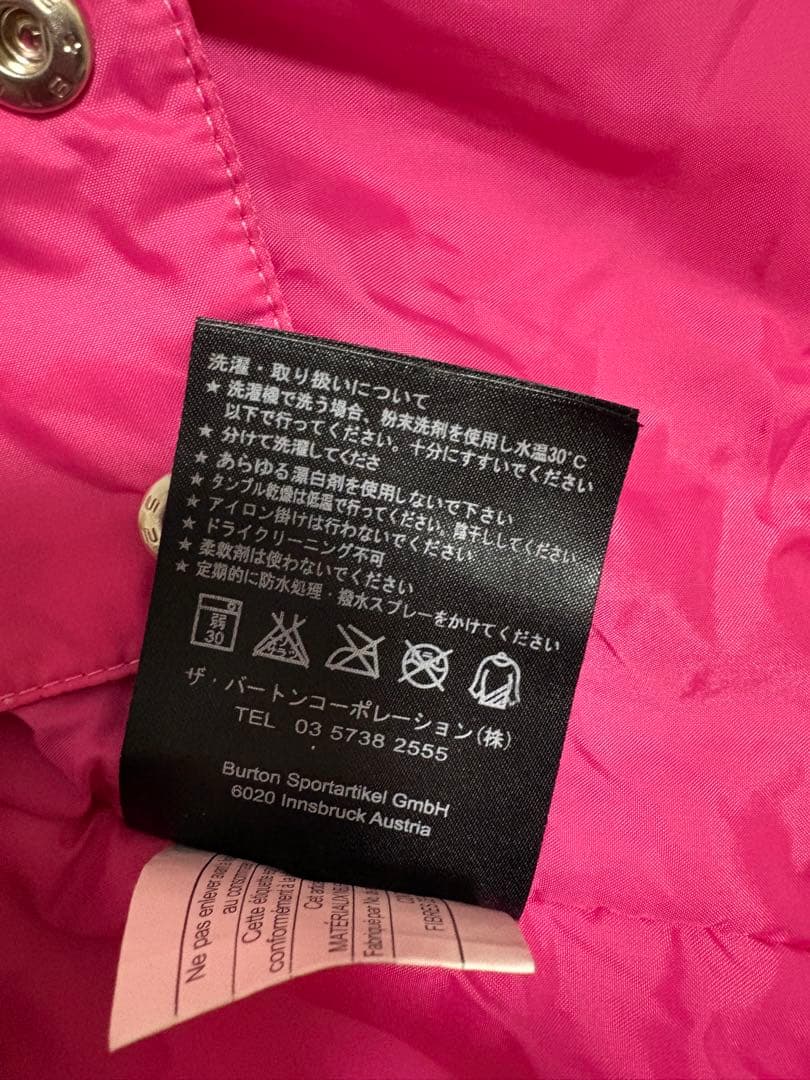 洗濯・取り扱いについて
★ 洗濯機で洗う場合、粉末洗剤を使用し水温30°C
以下で行ってください。十分にすすいでください
★ 分けて洗濯してくださ
★ あらゆる漂白剤を使用しないで下さい
★ タンブル乾燥は低温で行ってください、陰干ししてください
★ アイロン掛けは行わないでください
★ ドライクリーニング不可
★ 柔軟剤は使わないでください
★ 定期的に防水処理・撥水スプレーをかけてください
弱
30
ザ・バートンコーポレーション(株)
TEL 03 5738 2555
Burton Sportartikel GmbH
6020 Innsbruck Austria
Ne pas enlever
au
Cette étiquette
conformément à la
Cet
Fabriqué par